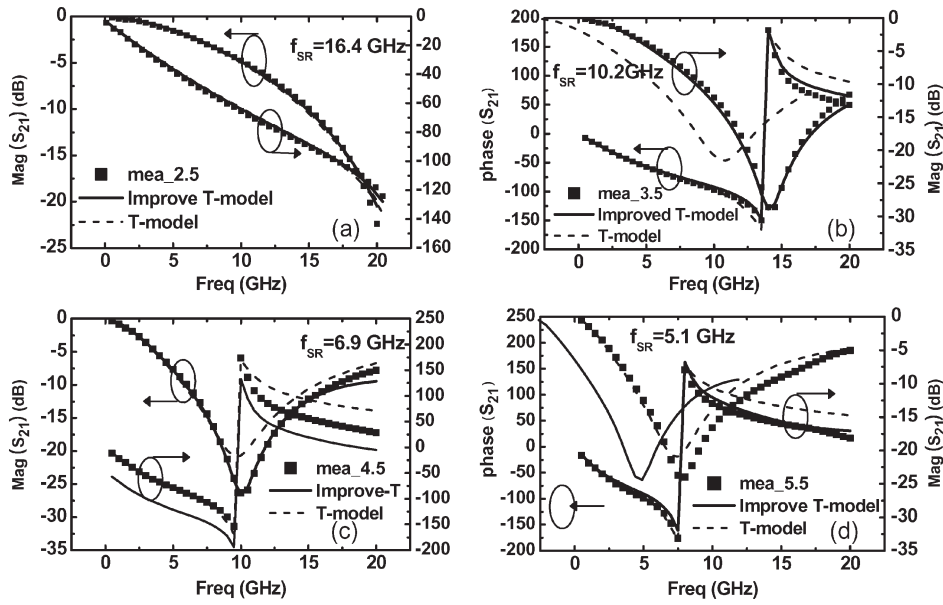 0
-5
-10
-15
-20
-25
Mag (S21) (dB)
0
-20
-40
-60
-80
-100
-120
140
160
fSR=16.4 GHz
mea_2.5
Improve T-model
T-model
(a)
0 5 10 15 20
Freq (GHz)
200
150
100
50
0
-50
-100
-150
-200
phase (S21)
0
-5
-10
-15
-20
-25
-30
-35
Mag (S21) (dB)
fSR=10.2GHz
mea_3.5
Improved T-model
T-model
(b)
0 5 10 15 20
Freq (GHz)
0
-5
-10
-15
-20
-25
-30
-35
Mag (S21) (dB)
250
200
150
100
50
0
-50
-100
150
200
fSR=6.9 GHz
mea_4.5
Improve-T
T-model
(c)
0 5 10 15 20
Freq (GHz)
250
200
150
100
50
0
-50
-100
-150
-200
phase (S21)
0
-5
-10
-15
-20
-25
-30
-35
Mag (S21) (dB)
fSR=5.1 GHz
mea_5.5
Improve T-model
T-model
(d)
0 5 10 15 20
Freq (GHz)